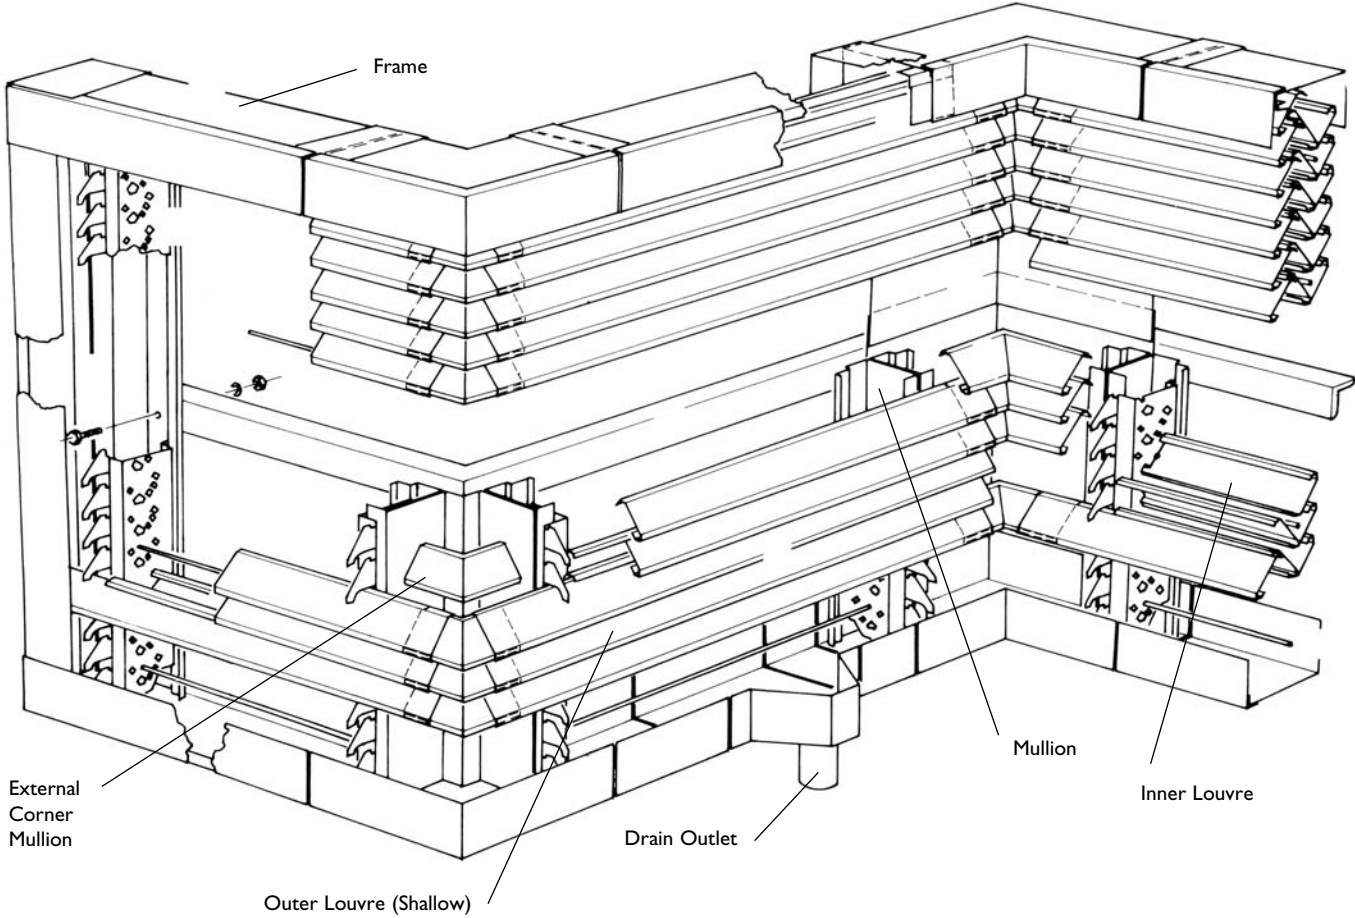 Frame
External
Corner
Mullion
Mullion
Inner Louvre
Drain Outlet
Outer Louvre (Shallow)